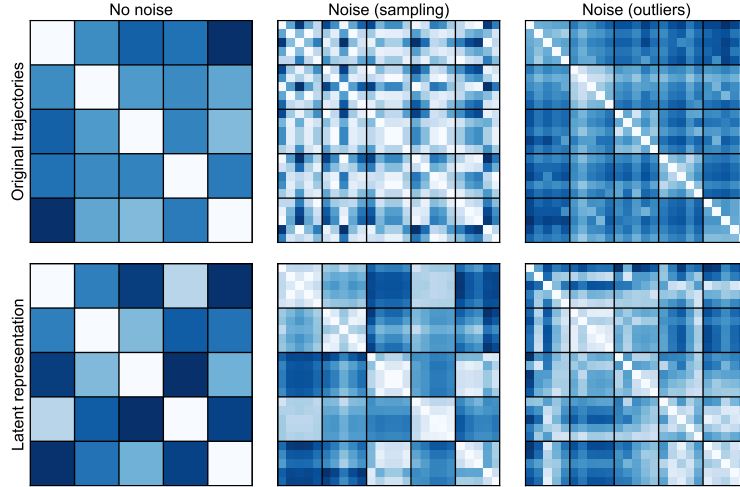 No noise
Noise (sampling)
Noise (outliers)
Original trajectories
Latent representation